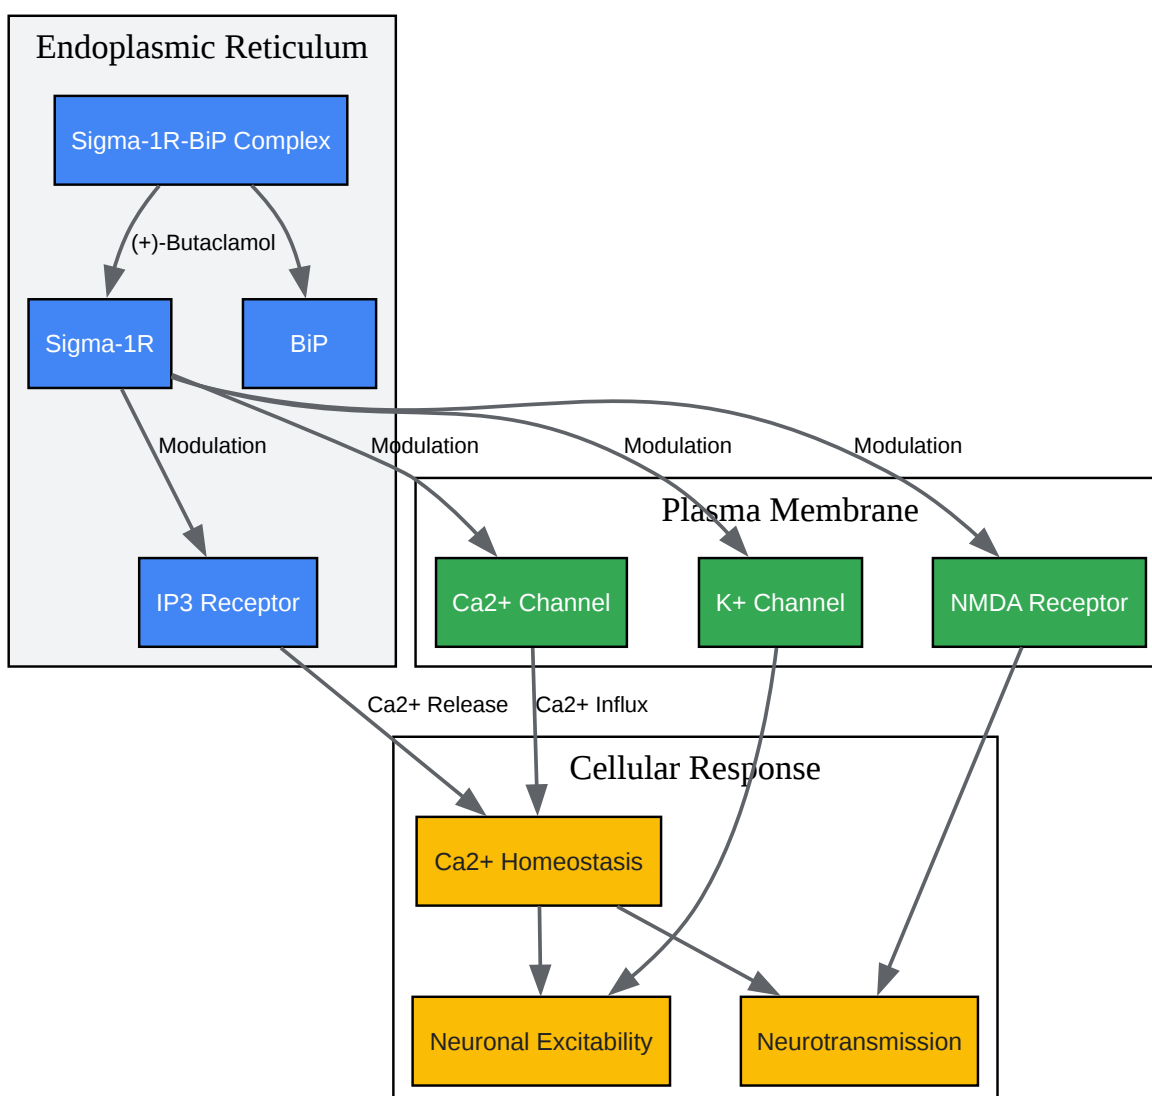 Endoplasmic Reticulum
Sigma-1R-BiP Complex
(+)-Butaclamol
Sigma-1R
BiP
Modulation
Modulation
Modulation
Modulation
Plasma Membrane
IP3 Receptor
Ca2+ Channel
K+ Channel
NMDA Receptor
Ca2+ Release
Ca2+ Influx
Cellular Response
Ca2+ Homeostasis
Neuronal Excitability
Neurotransmission